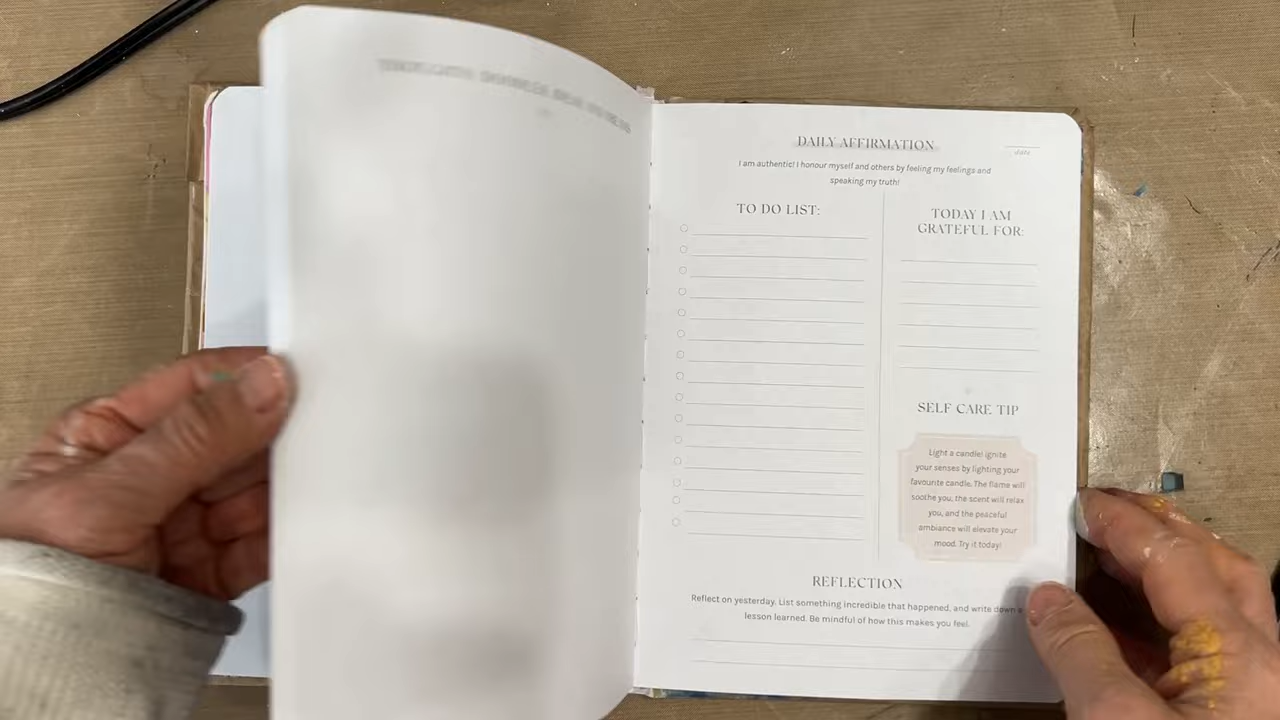 DAILY AFFIRMATION
date
I am authentic! I honour myself and others by feeling my feelings and
speaking my truth!
TO DO LIST:
TODAY I AM
GRATEFUL FOR:
SELF CARE TIP
Light a candle! Ignite
your senses by lighting your
favourite candle. The flame will
soothe you, the scent will relax
you, and the peaceful
ambiance will elevate your
mood. Try it today!
REFLECTION
Reflect on yesterday. List something incredible that happened, and write down a
lesson learned. Be mindful of how this makes you feel.